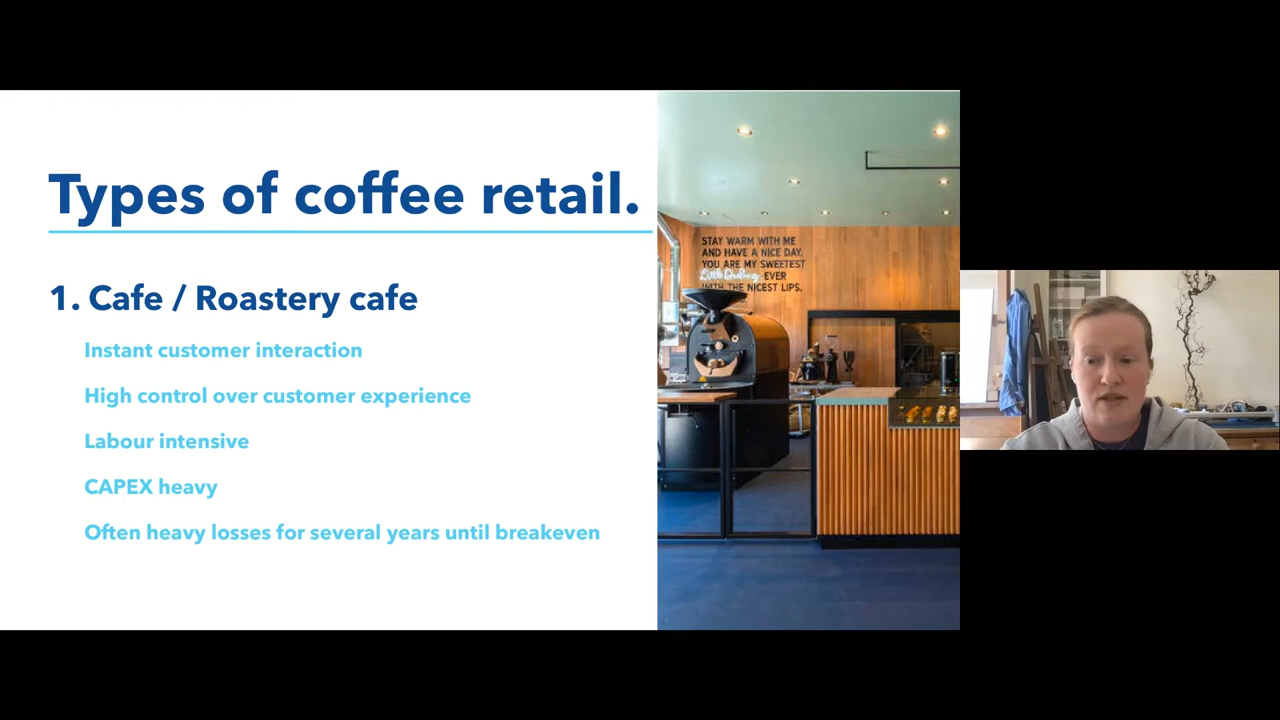 Types of coffee retail.
1. Cafe / Roastery cafe
Instant customer interaction
High control over customer experience
Labour intensive
CAPEX heavy
Often heavy losses for several years until breakeven
STAY WARM WITH ME
AND HAVE A NICE DAY.
YOU ARE MY SWEETEST
Little Darling EVER
WITH THE NICEST LIPS,